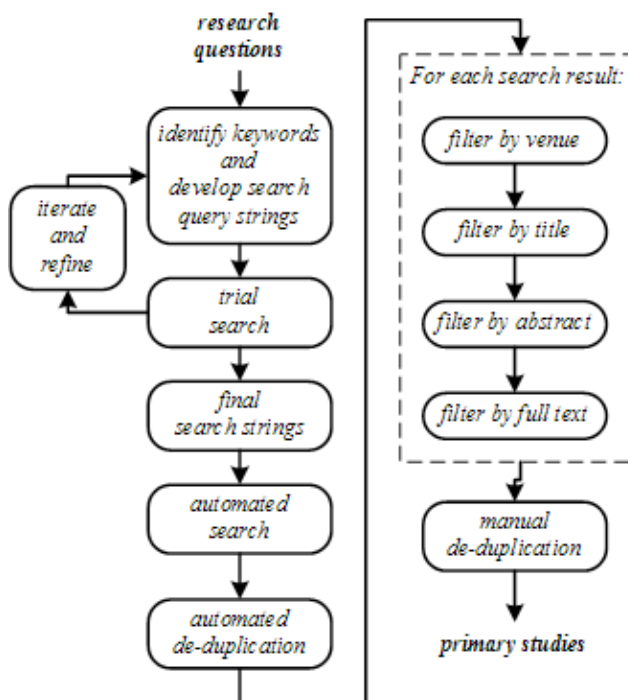 research
questions
identify keywords
and
develop search
query strings
iterate
and
refine
trial
search
final
search strings
automated
search
automated
de-duplication
For each search result:
filter by venue
filter by title
filter by abstract
filter by full text
manual
de-duplication
primary studies